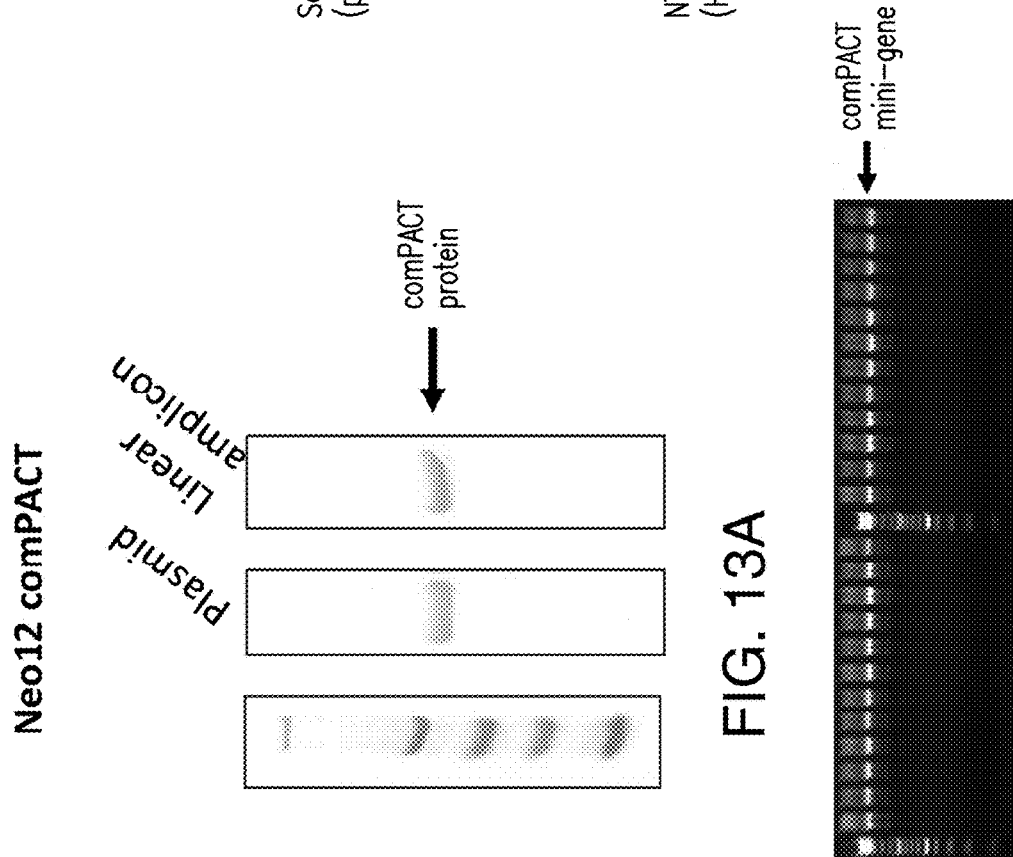 Neo12 comPACT
Plasmid
Linear
amplicon
comPACT
protein
FIG. 13A
comPACT
mini-gene